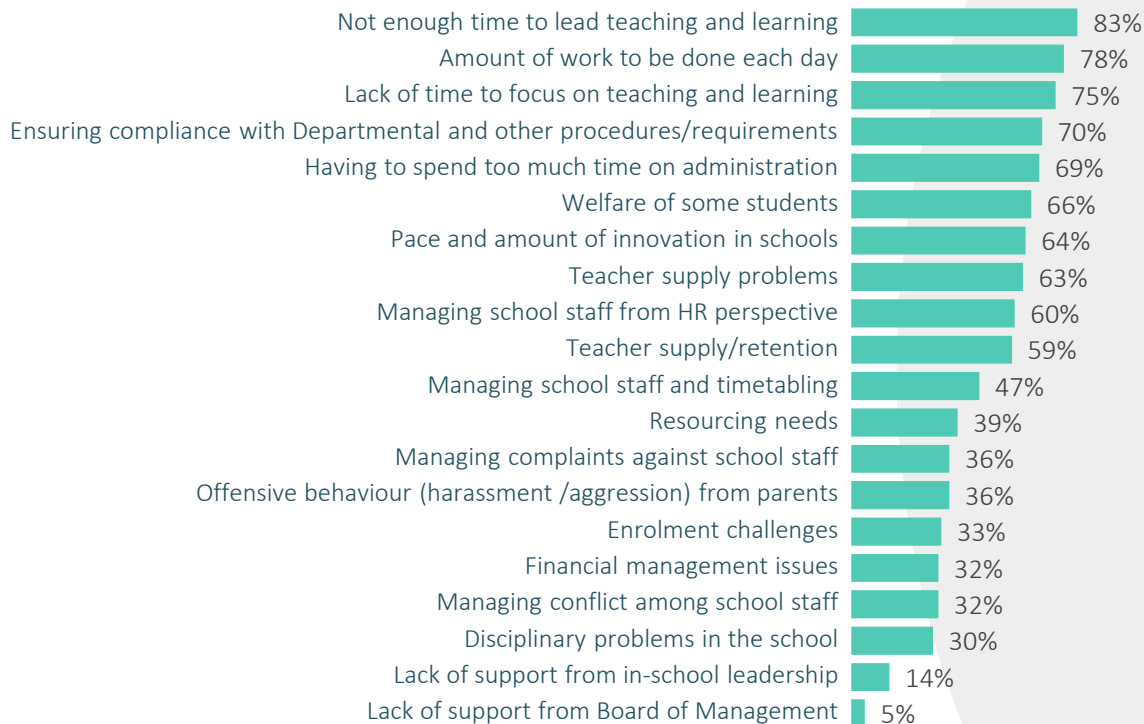 Not enough time to lead teaching and learning 83%
Amount of work to be done each day 78%
Lack of time to focus on teaching and learning 75%
Ensuring compliance with Departmental and other procedures/requirements 70%
Having to spend too much time on administration 69%
Welfare of some students 66%
Pace and amount of innovation in schools 64%
Teacher supply problems 63%
Managing school staff from HR perspective 60%
Teacher supply/retention 59%
Managing school staff and timetabling 47%
Resourcing needs 39%
Managing complaints against school staff 36%
Offensive behaviour (harassment /aggression) from parents 36%
Enrolment challenges 33%
Financial management issues 32%
Managing conflict among school staff 32%
Disciplinary problems in the school 30%
Lack of support from in-school leadership 14%
Lack of support from Board of Management 5%